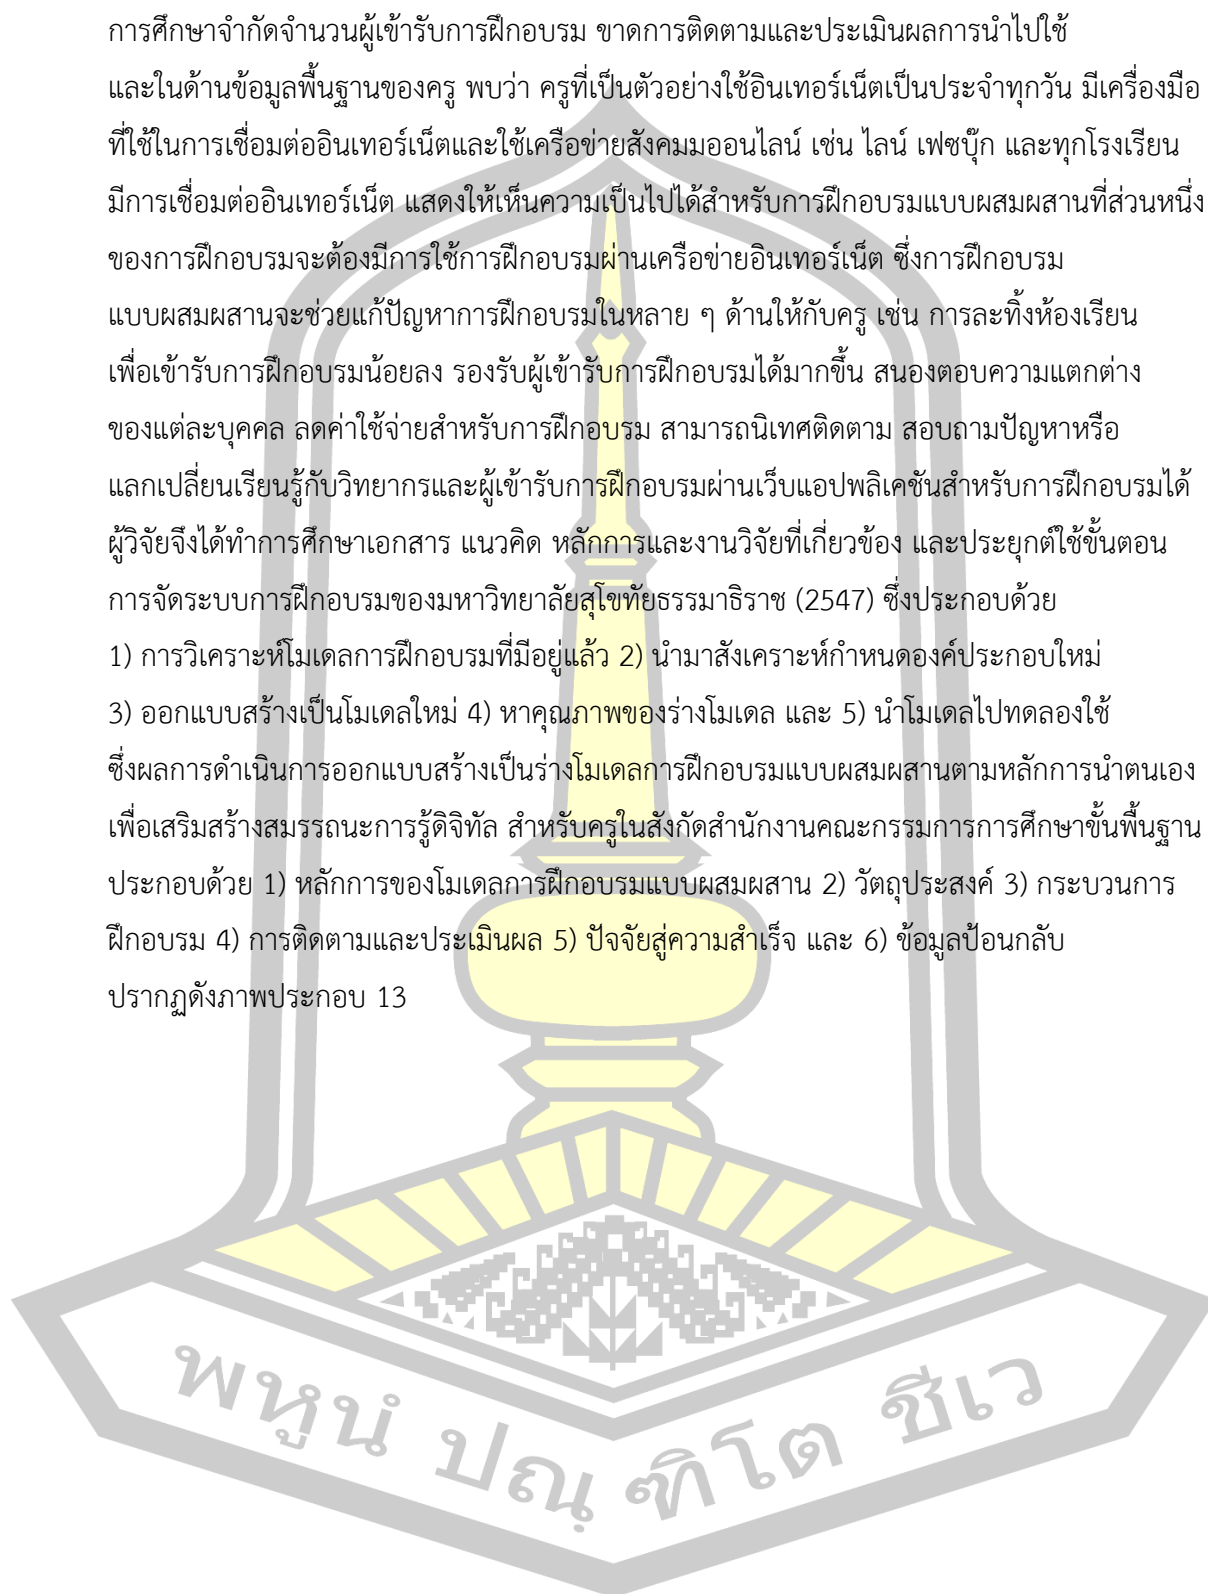 การศึกษาจำกัดจำนวนผู้เข้ารับการฝึกอบรม ขาดการติดตามและประเมินผลการนำไปใช้
และในด้านข้อมูลพื้นฐานของครู พบว่า ครูที่เป็นตัวอย่างใช้อินเทอร์เน็ตเป็นประจำทุกวัน มีเครื่องมือ
ที่ใช้ในการเชื่อมต่ออินเทอร์เน็ตและใช้เครือข่ายสังคมมออนไลน์ เช่น ไลน์ เฟซบุ๊ก และทุกโรงเรียน
มีการเชื่อมต่ออินเทอร์เน็ต แสดงให้เห็นความเป็นไปได้สำหรับการฝึกอบรมแบบผสมผสานที่ส่วนหนึ่ง
ของการฝึกอบรมจะต้องมีการใช้การฝึกอบรมผ่านเครือข่ายอินเทอร์เน็ต ซึ่งการฝึกอบรม
แบบผสมผสานจะช่วยแก้ปัญหาการฝึกอบรมในหลาย ๆ ด้านให้กับครู เช่น การละทิ้งห้องเรียน
เพื่อเข้ารับการฝึกอบรมน้อยลง รองรับผู้เข้ารับการฝึกอบรมได้มากขึ้น สนองตอบความแตกต่าง
ของแต่ละบุคคล ลดค่าใช้จ่ายสำหรับการฝึกอบรม สามารถนิเทศติดตาม สอบถามปัญหาหรือ
แลกเปลี่ยนเรียนรู้กับวิทยากรและผู้เข้ารับการฝึกอบรมผ่านเว็บแอปพลิเคชันสำหรับการฝึกอบรมได้
ผู้วิจัยจึงได้ทำการศึกษาเอกสาร แนวคิด หลักการและงานวิจัยที่เกี่ยวข้อง และประยุกต์ใช้ขั้นตอน
การจัดระบบการฝึกอบรมของมหาวิทยาลัยสุโขทัยธรรมาธิราช (2547) ซึ่งประกอบด้วย
1) การวิเคราะห์โมเดลการฝึกอบรมที่มีอยู่แล้ว 2) นำมาสังเคราะห์กำหนดองค์ประกอบใหม่
3) ออกแบบสร้างเป็นโมเดลใหม่ 4) หาคุณภาพของร่างโมเดล และ 5) นำโมเดลไปทดลองใช้
ซึ่งผลการดำเนินการออกแบบสร้างเป็นร่างโมเดลการฝึกอบรมแบบผสมผสานตามหลักการนำตนเอง
เพื่อเสริมสร้างสมรรถนะการรู้ดิจิทัล สำหรับครูในสังกัดสำนักงานคณะกรรมการการศึกษาขั้นพื้นฐาน
ประกอบด้วย 1) หลักการของโมเดลการฝึกอบรมแบบผสมผสาน 2) วัตถุประสงค์ 3) กระบวนการ
ฝึกอบรม 4) การติดตามและประเมินผล 5) ปัจจัยสู่ความสำเร็จ และ 6) ข้อมูลป้อนกลับ
ปรากฏดังภาพประกอบ 13
พหูนํ ปณฺฑิโต ชีเว